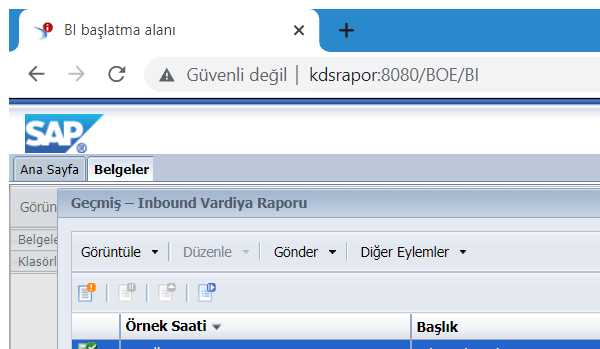 BI başlatma alanı
Güvenli değil | kdsrapor:8080/BOE/BI
SAP®
Ana Sayfa Belgeler
Görün
Geçmiş – Inbound Vardiya Raporu
Belgele
Klasörl
Görüntüle Düzenle Gönder Diğer Eylemler
Örnek Saati Başlık